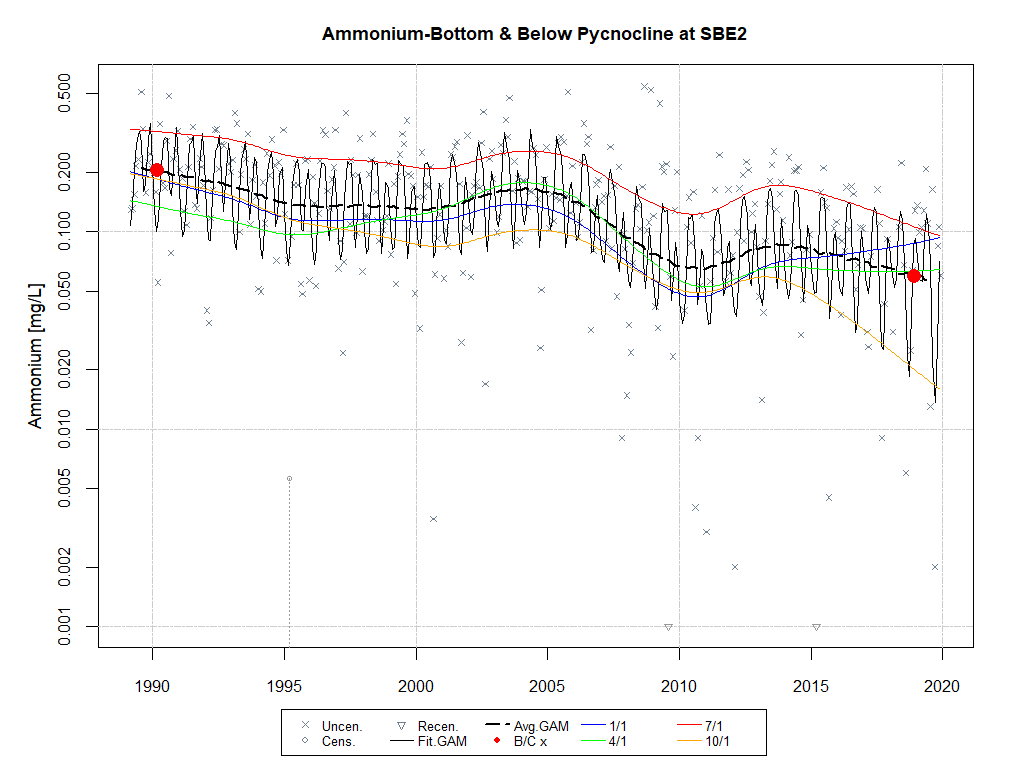 Ammonium-Bottom & Below Pycnocline at SBE2
Ammonium [mg/L]
0.500
0.200
0.100
0.050
0.020
0.010
0.005
0.002
0.001
1990 1995 2000 2005 2010 2015 2020
Uncen. Recen. Avg.GAM 1/1 7/1
Cens. Fit.GAM B/C x 4/1 10/1